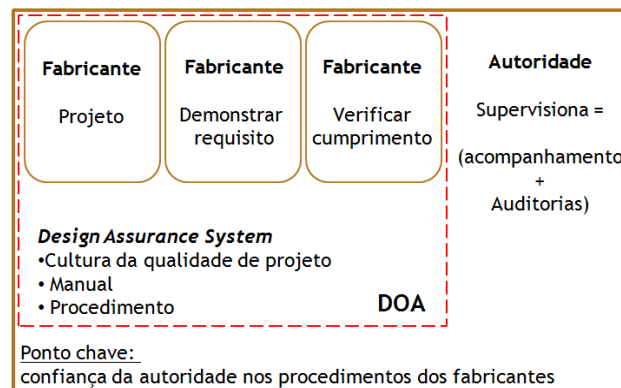 Fabricante
Projeto
Fabricante
Demonstrar
requisito
Fabricante
Verificar
cumprimento
Autoridade
Supervisiona =
(acompanhamento
+
Auditorias)
Design Assurance System
•Cultura da qualidade de projeto
• Manual
• Procedimento
DOA
Ponto chave:
confiança da autoridade nos procedimentos dos fabricantes